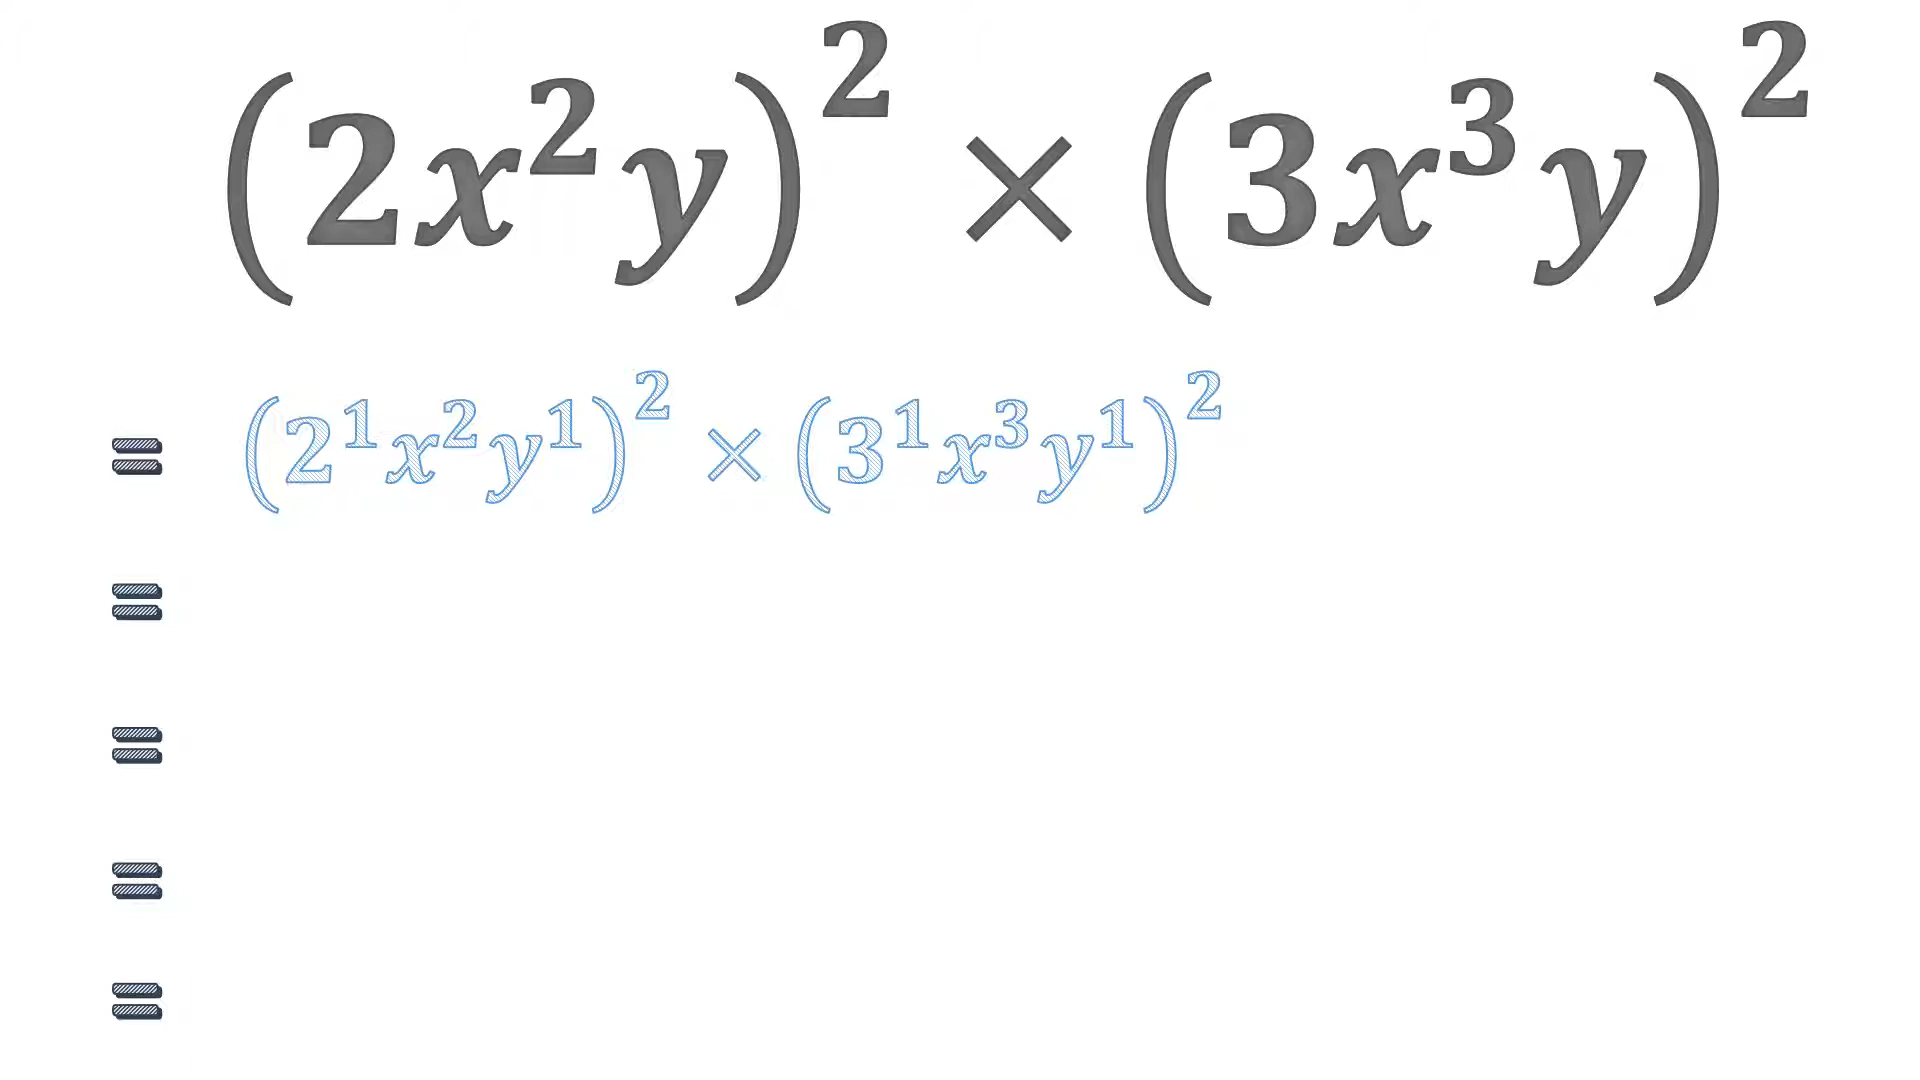 (2x²y)² × (3x³y)²
= (2¹x²y¹)² × (3¹x³y¹)²
=
=
=
=